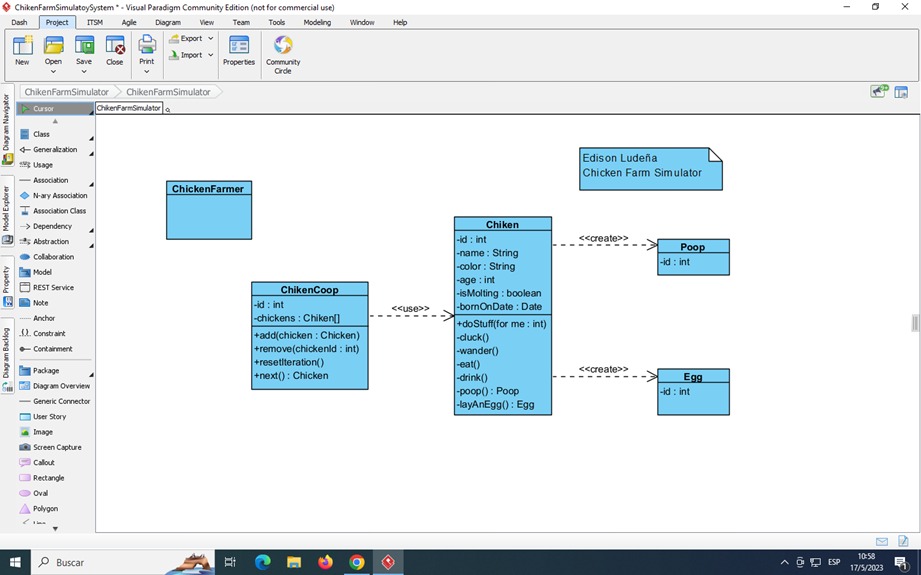 ChikenFarmSimulatoySystem * - Visual Paradigm Community Edition (not for commercial use)
Dash Project ITSM Agile Diagram View Team Tools Modeling Window Help
New Open Save Close Print Export Import Properties Community Circle
ChikenFarmSimulator ChikenFarmSimulator
Diagram Navigator
Model Explorer
Property
Diagram Backlog
Cursor
Class
Generalization
Usage
Association
N-ary Association
Association Class
Dependency
Abstraction
Collaboration
Model
REST Service
Note
Anchor
Constraint
Containment
Package
Diagram Overview
Generic Connector
User Story
Image
Screen Capture
Callout
Rectangle
Oval
Polygon
ChikenFarmSimulator
Edison Ludeña
Chicken Farm Simulator
ChickenFarmer
ChikenCoop
-id : int
-chickens : Chiken[]
+add(chicken : Chicken)
+remove(chickenId : int)
+resetIteration()
+next() : Chicken
<<use>>
Chiken
-id : int
-name : String
-color : String
-age : int
-isMolting : boolean
-bornOnDate : Date
+doStuff(for me : int)
-cluck()
-wander()
-eat()
-drink()
-poop() : Poop
-layAnEgg() : Egg
<<create>>
Poop
-id : int
<<create>>
Egg
-id : int
Buscar
ESP
10:58
17/5/2023